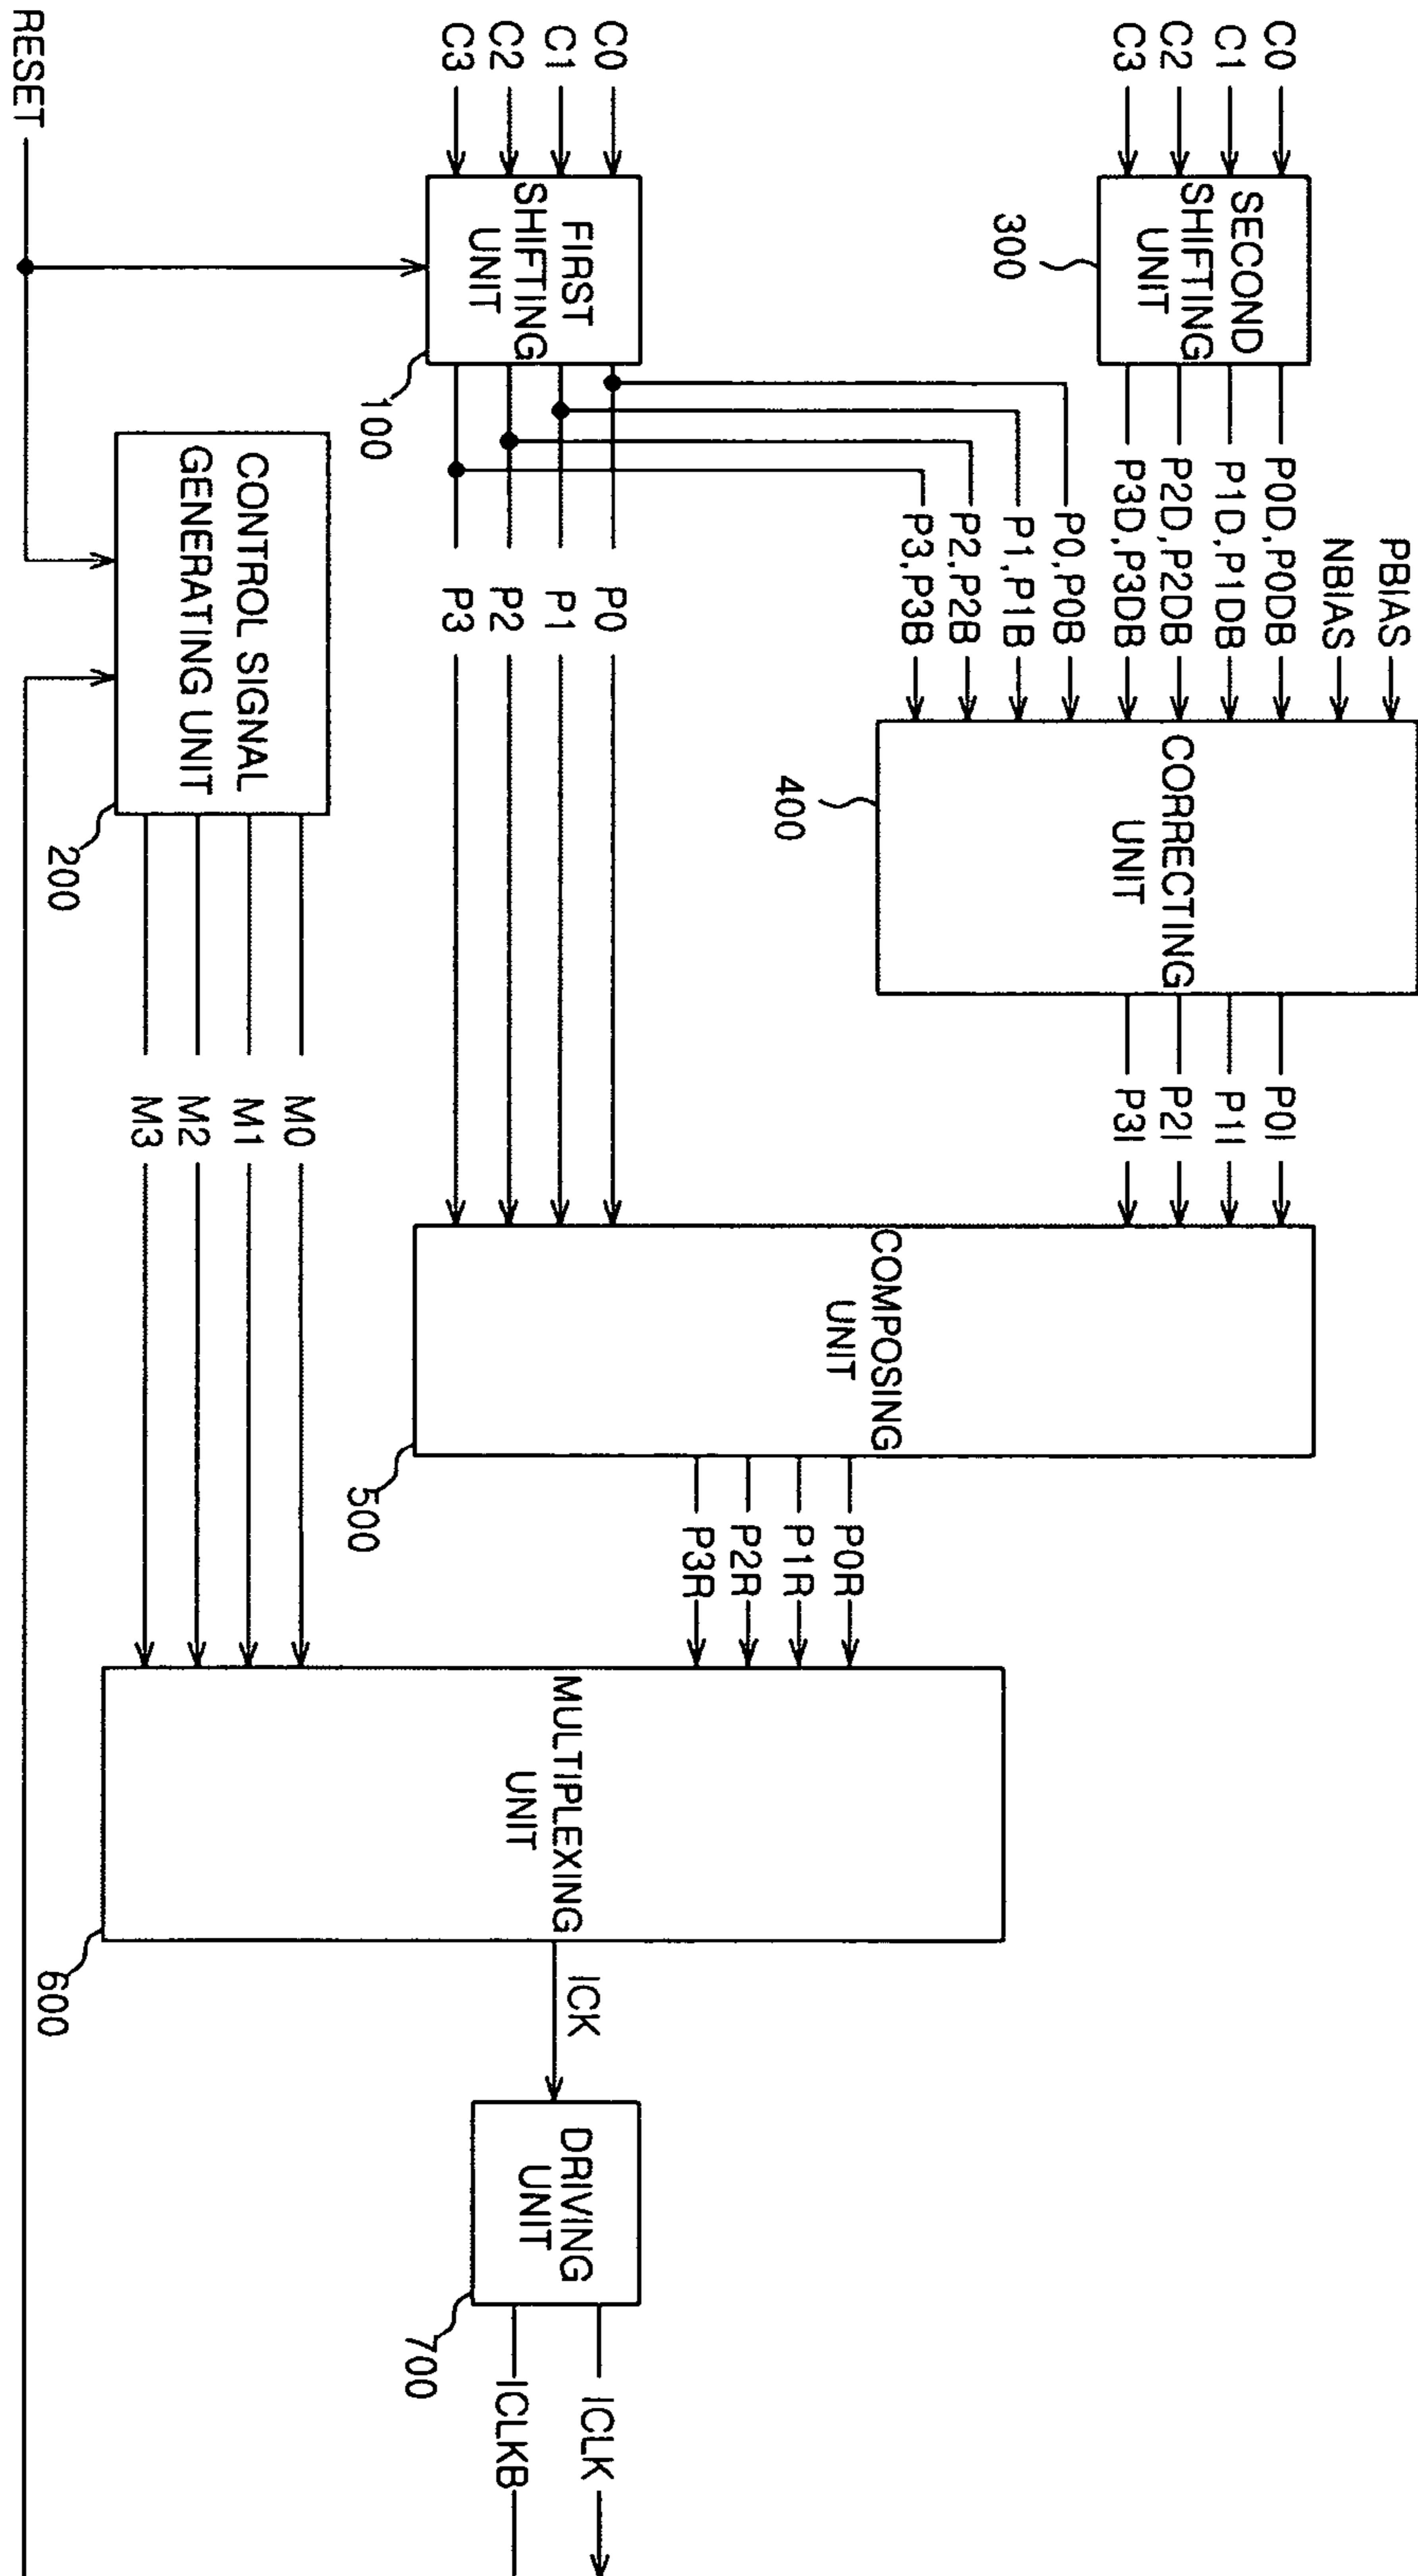 PBIAS
NBIAS
C0
C1
C2
C3
SECOND
SHIFTING
UNIT
300
P0D,P0DB
P1D,P1DB
P2D,P2DB
P3D,P3DB
P0,P0B
P1,P1B
P2,P2B
P3,P3B
CORRECTING
UNIT
400
P0I
P1I
P2I
P3I
C0
C1
C2
C3
FIRST
SHIFTING
UNIT
100
P0
P1
P2
P3
COMPOSING
UNIT
500
P0R
P1R
P2R
P3R
RESET
CONTROL SIGNAL
GENERATING UNIT
200
M0
M1
M2
M3
MULTIPLEXING
UNIT
600
ICK
DRIVING
UNIT
700
ICLK
ICLKB